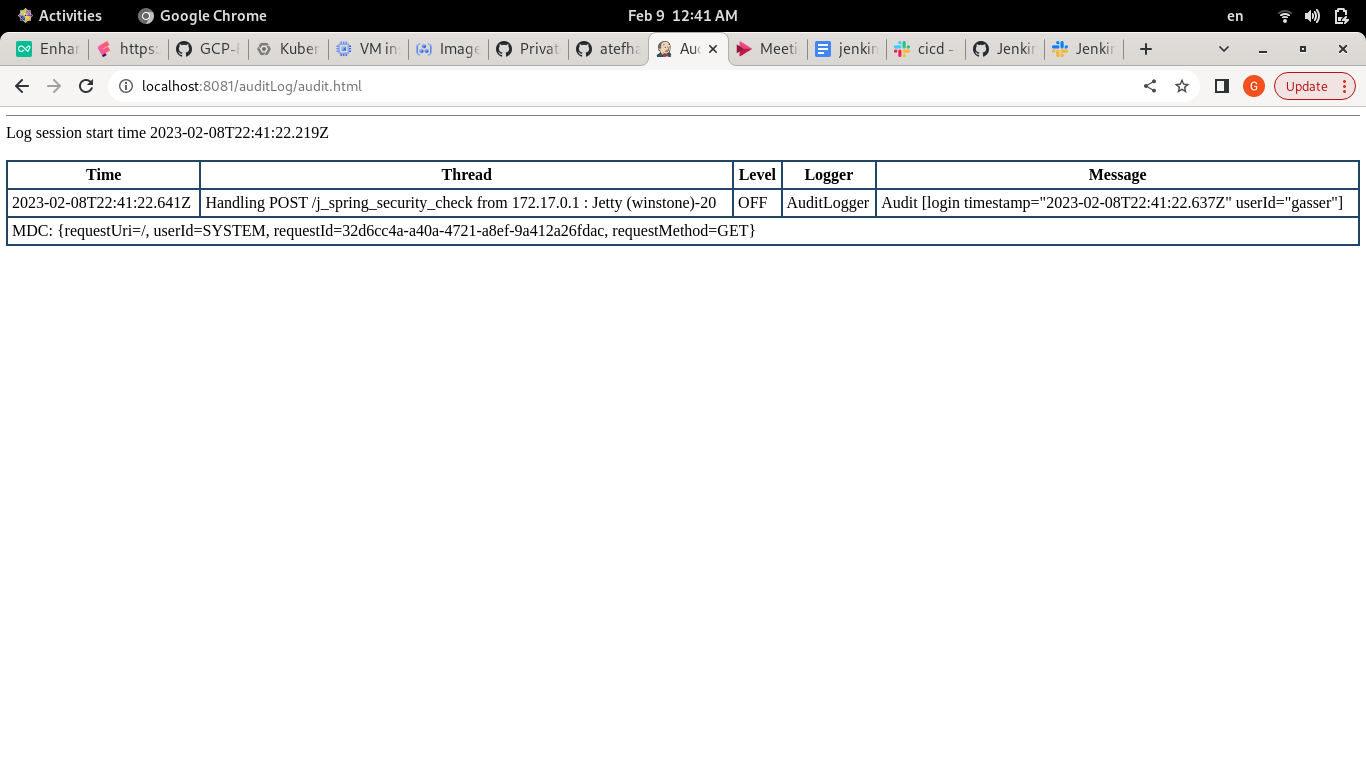 Activities Google Chrome Feb 9 12:41 AM en
Enhan https: GCP- Kuber VM in Image Privat atefha Au Meeti jenkin cicd - Jenkin Jenkin
localhost:8081/auditLog/audit.html G Update
Log session start time 2023-02-08T22:41:22.219Z
Time Thread Level Logger Message
2023-02-08T22:41:22.641Z Handling POST /j_spring_security_check from 172.17.0.1 : Jetty (winstone)-20 OFF AuditLogger Audit [login timestamp="2023-02-08T22:41:22.637Z" userId="gasser"]
MDC: {requestUri=/, userId=SYSTEM, requestId=32d6cc4a-a40a-4721-a8ef-9a412a26fdac, requestMethod=GET}